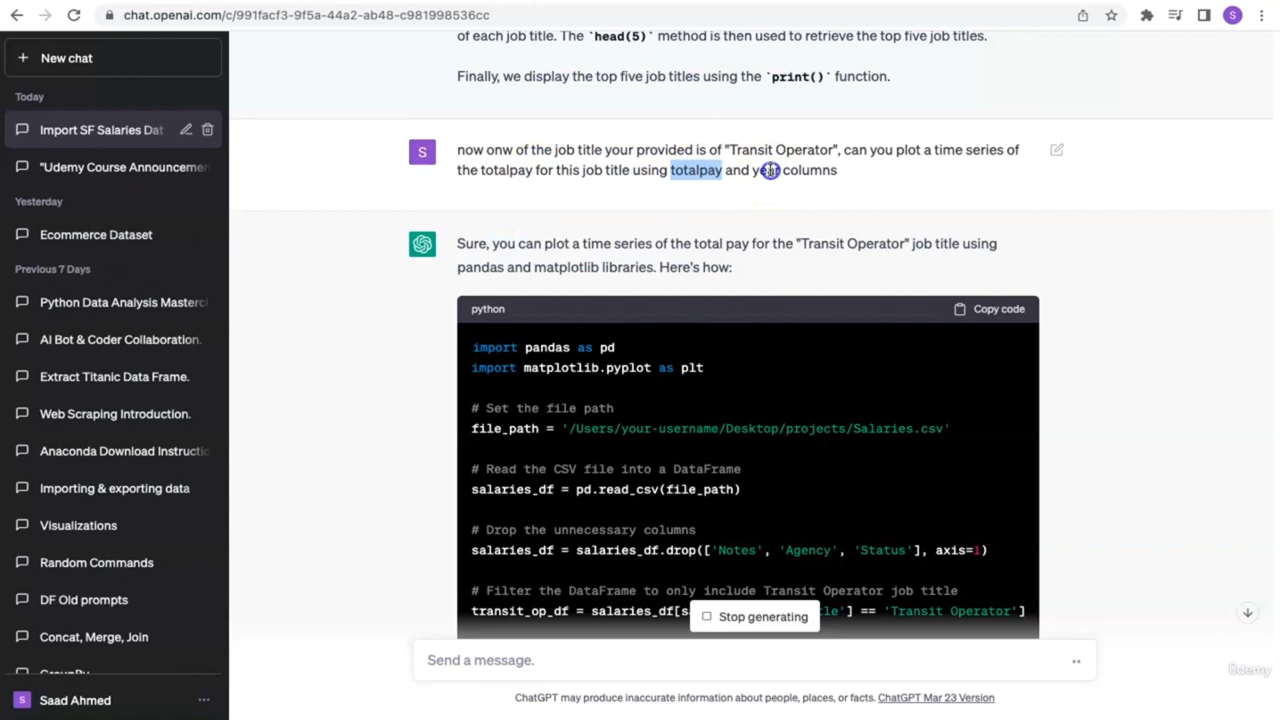 chat.openai.com/c/991facf3-9f5a-44a2-ab48-c981998536cc
S
New chat
Today
Import SF Salaries Dat
"Udemy Course Announcemen
Yesterday
Ecommerce Dataset
Previous 7 Days
Python Data Analysis Mastercl
AI Bot & Coder Collaboration.
Extract Titanic Data Frame.
Web Scraping Introduction.
Anaconda Download Instructio
Importing & exporting data
Visualizations
Random Commands
DF Old prompts
Concat, Merge, Join
S
Saad Ahmed
of each job title. The `head(5)` method is then used to retrieve the top five job titles.
Finally, we display the top five job titles using the `print()` function.
S
now onw of the job title your provided is of "Transit Operator", can you plot a time series of
the totalpay for this job title using totalpay and year columns
Sure, you can plot a time series of the total pay for the "Transit Operator" job title using
pandas and matplotlib libraries. Here's how:
python
Copy code
import pandas as pd
import matplotlib.pyplot as plt
# Set the file path
file_path = '/Users/your-username/Desktop/projects/Salaries.csv'
# Read the CSV file into a DataFrame
salaries_df = pd.read_csv(file_path)
# Drop the unnecessary columns
salaries_df = salaries_df.drop(['Notes', 'Agency', 'Status'], axis=1)
# Filter the DataFrame to only include Transit Operator job title
transit_op_df = salaries_df[s tle'] == 'Transit Operator']
Stop generating
Send a message.
ChatGPT may produce inaccurate information about people, places, or facts. ChatGPT Mar 23 Version
ûdemy